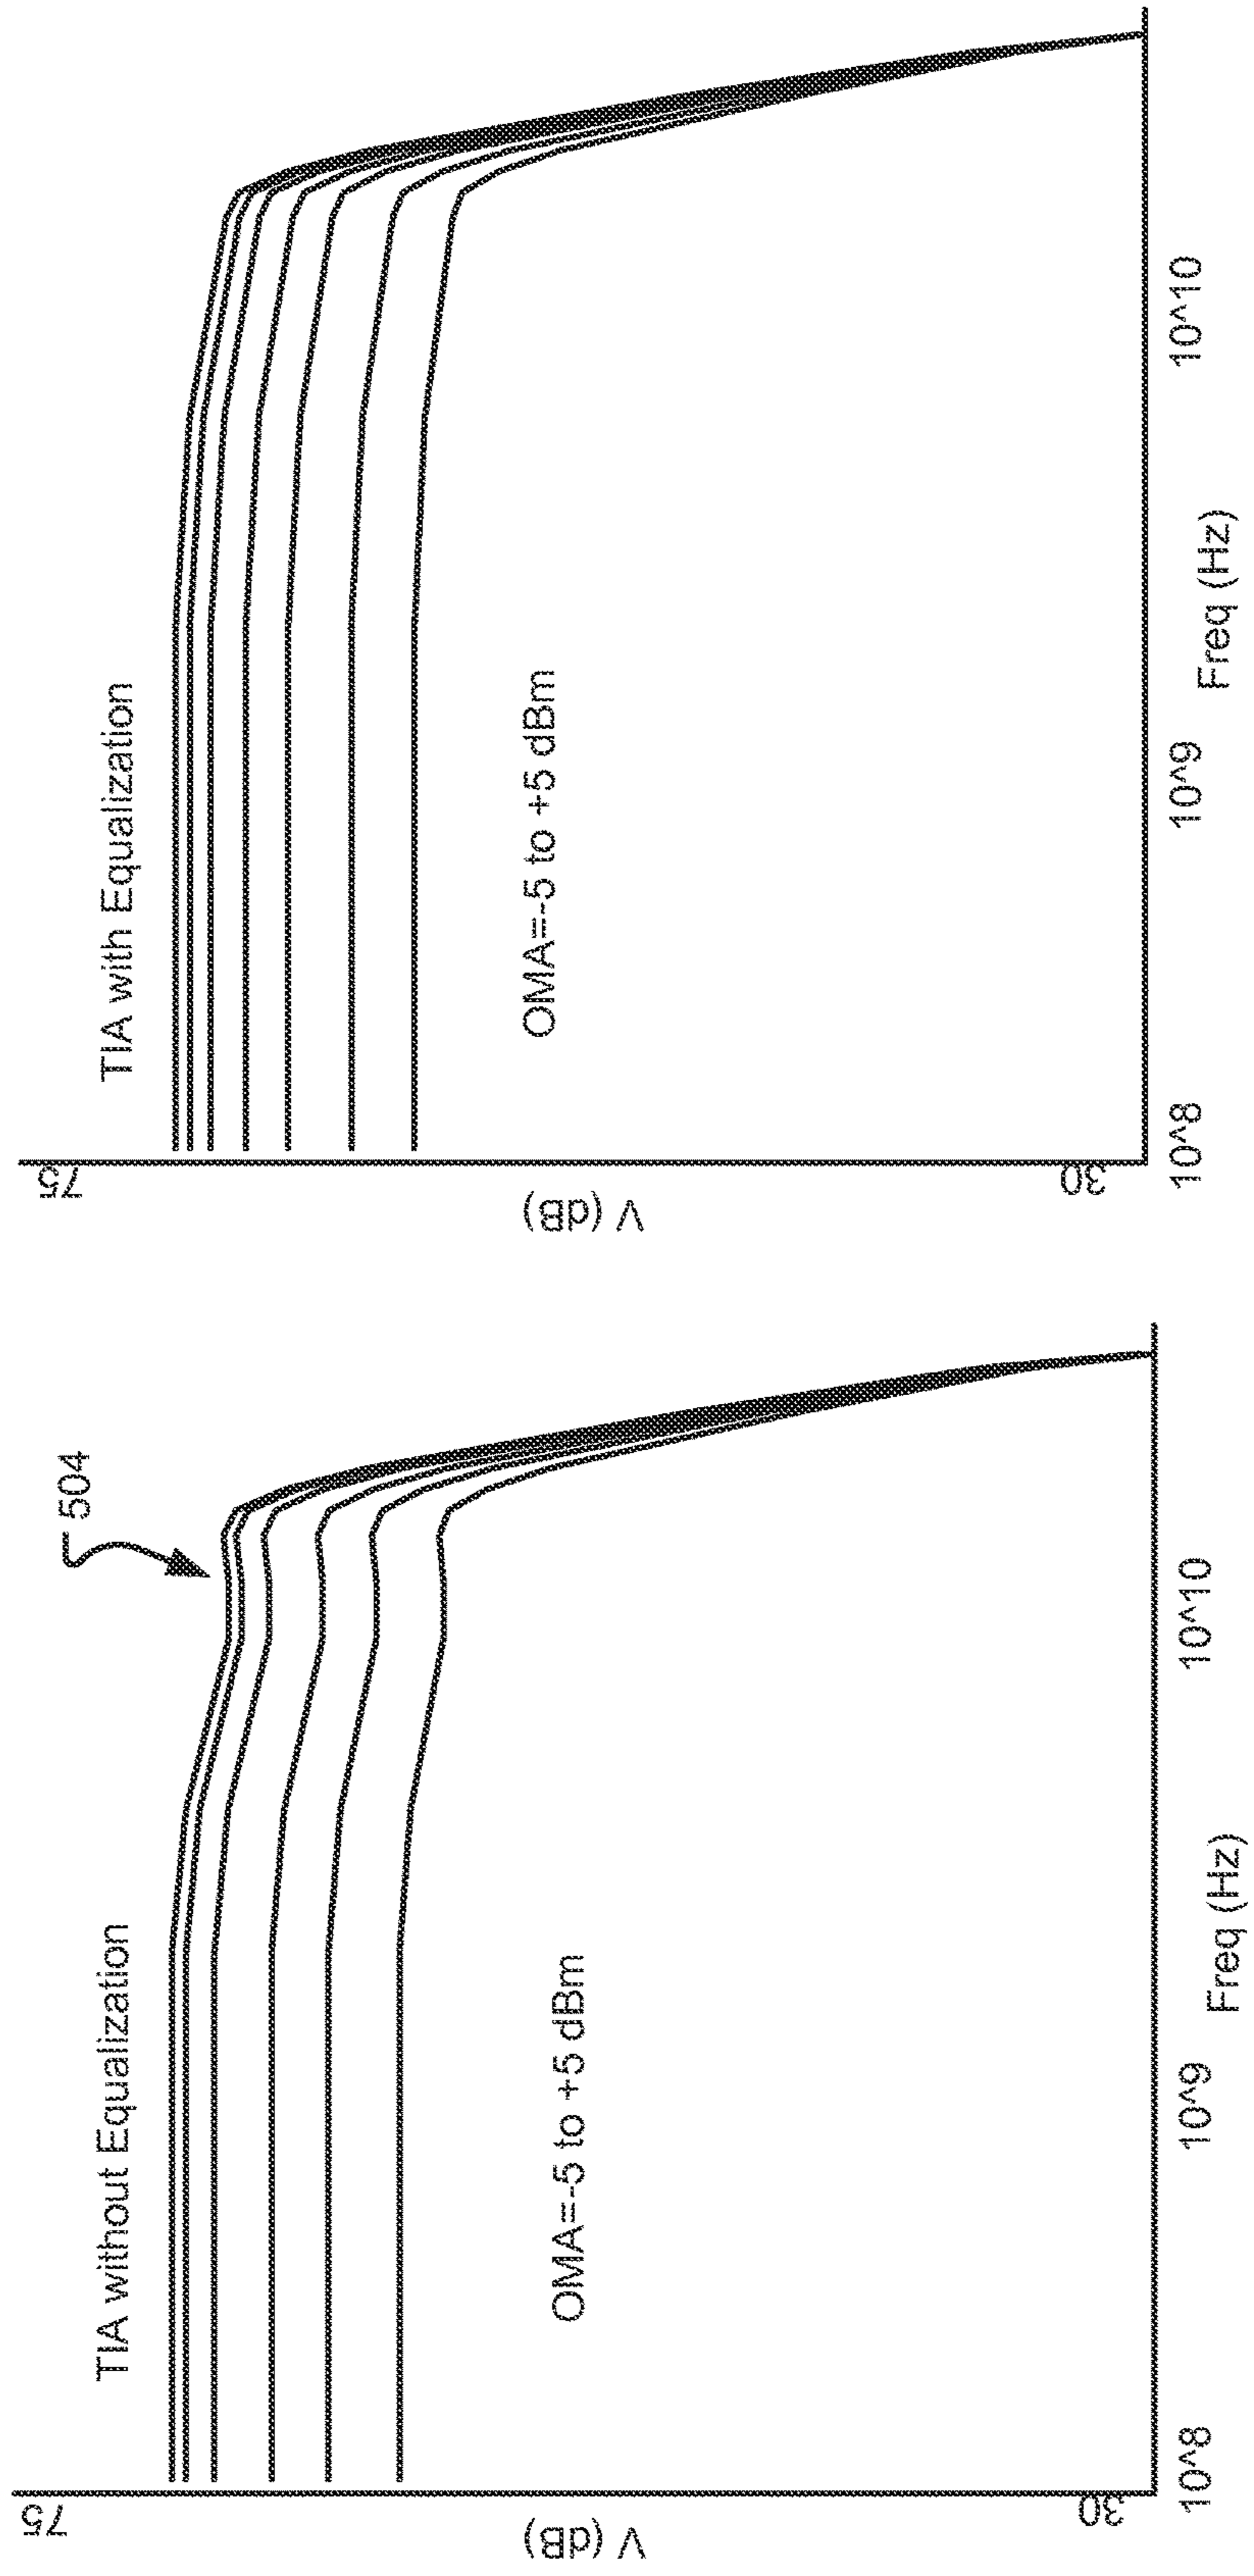 TIA without Equalization
504
75
V (dB)
30
OMA=-5 to +5 dBm
10^8
10^9
10^10
Freq (Hz)
TIA with Equalization
75
V (dB)
30
OMA=-5 to +5 dBm
10^8
10^9
10^10
Freq (Hz)